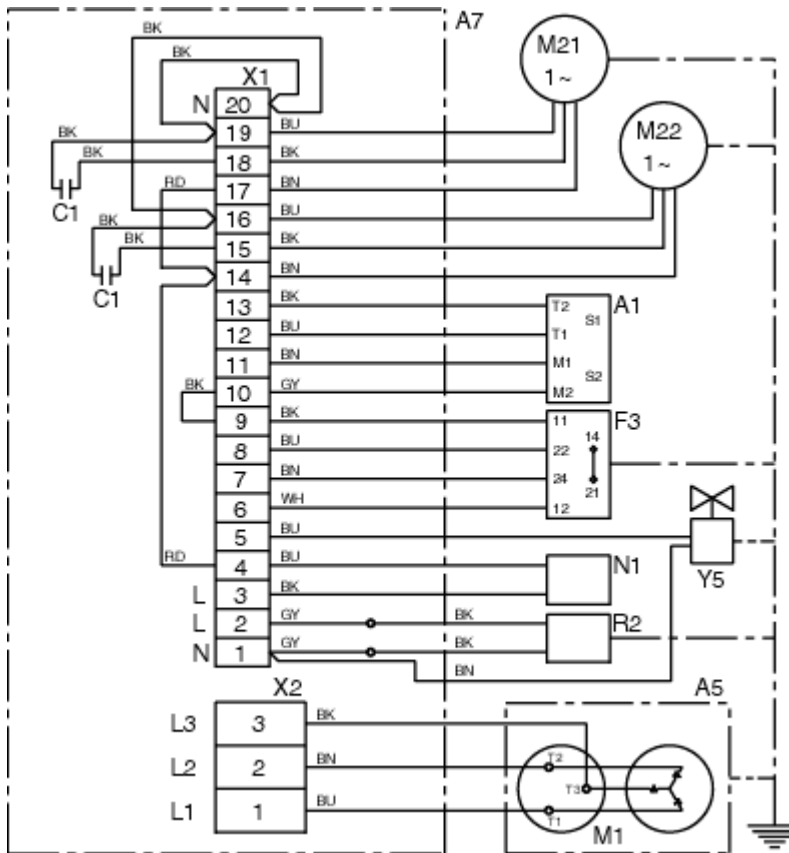 BK
A7
BK
M21
1~
X1
N 20
BK
19 BU
M22
1~
BK
18 BK
RD
17 BN
C1
16 BU
BK
BK
15 BK
14 BN
C1
13 BK
T2
S1
A1
12 BU
T1
11 BN
M1
S2
BK
10 GY
M2
9 BK
11
F3
14
8 BU
22
7 BN
24
21
6 WH
12
5 BU
RD
4 BU
N1
Y5
L 3 BK
L 2 GY BK
R2
N 1 GY BK
BN
X2
A5
L3 3 BK
L2 2 BN
T2
T3
L1 1 BU
T1
M1